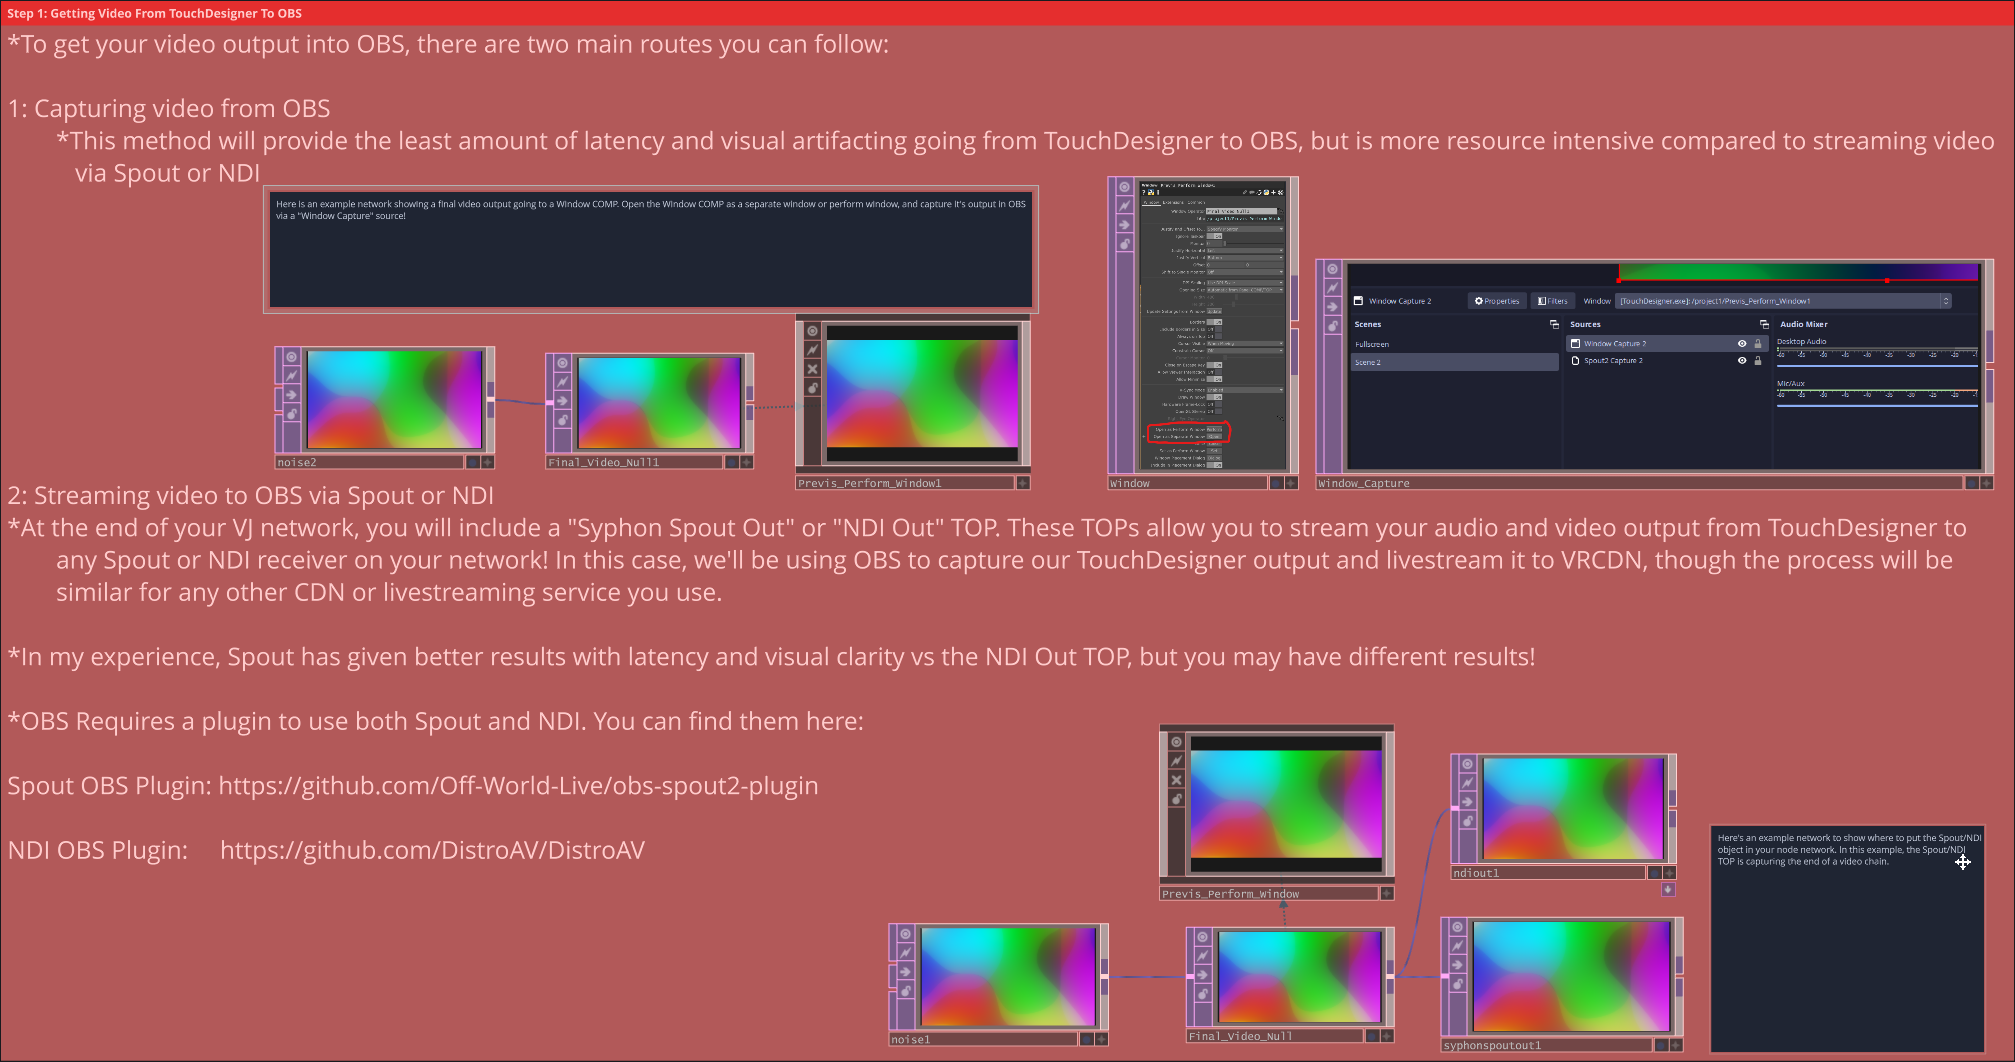 Step 1: Getting Video From TouchDesigner To OBS
*To get your video output into OBS, there are two main routes you can follow:
1: Capturing video from OBS
*This method will provide the least amount of latency and visual artifacting going from TouchDesigner to OBS, but is more resource intensive compared to streaming video
via Spout or NDI
Here is an example network showing a final video output going to a Window COMP. Open the Window COMP as a separate window or perform window, and capture it's output in OBS
via a "Window Capture" source!
noise2
Final_Video_Null1
Previs_Perform_Window1
Window
Window Capture 2
Properties
Filters
Window
[TouchDesigner.exe]: /project1/Previs_Perform_Window1
Scenes
Sources
Audio Mixer
Fullscreen
Scene 2
Window Capture 2
Spout2 Capture 2
Desktop Audio
Mic/Aux
Window_Capture
2: Streaming video to OBS via Spout or NDI
*At the end of your VJ network, you will include a "Syphon Spout Out" or "NDI Out" TOP. These TOPs allow you to stream your audio and video output from TouchDesigner to
any Spout or NDI receiver on your network! In this case, we'll be using OBS to capture our TouchDesigner output and livestream it to VRCDN, though the process will be
similar for any other CDN or livestreaming service you use.
*In my experience, Spout has given better results with latency and visual clarity vs the NDI Out TOP, but you may have different results!
*OBS Requires a plugin to use both Spout and NDI. You can find them here:
Spout OBS Plugin: https://github.com/Off-World-Live/obs-spout2-plugin
NDI OBS Plugin: https://github.com/DistroAV/DistroAV
Previs_Perform_Window
ndiout1
Here's an example network to show where to put the Spout/NDI
object in your node network. In this example, the Spout/NDI
TOP is capturing the end of a video chain.
noise1
Final_Video_Null
syphonspoutout1